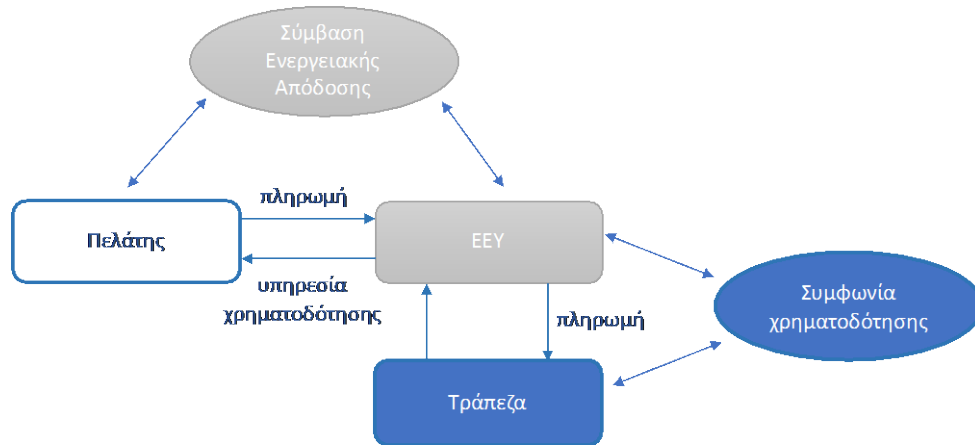 Σύμβαση
Ενεργειακής
Απόδοσης
πληρωμή
Πελάτης
ΕΕΥ
υπηρεσία
χρηματοδότησης
πληρωμή
Συμφωνία
χρηματοδότησης
Τράπεζα